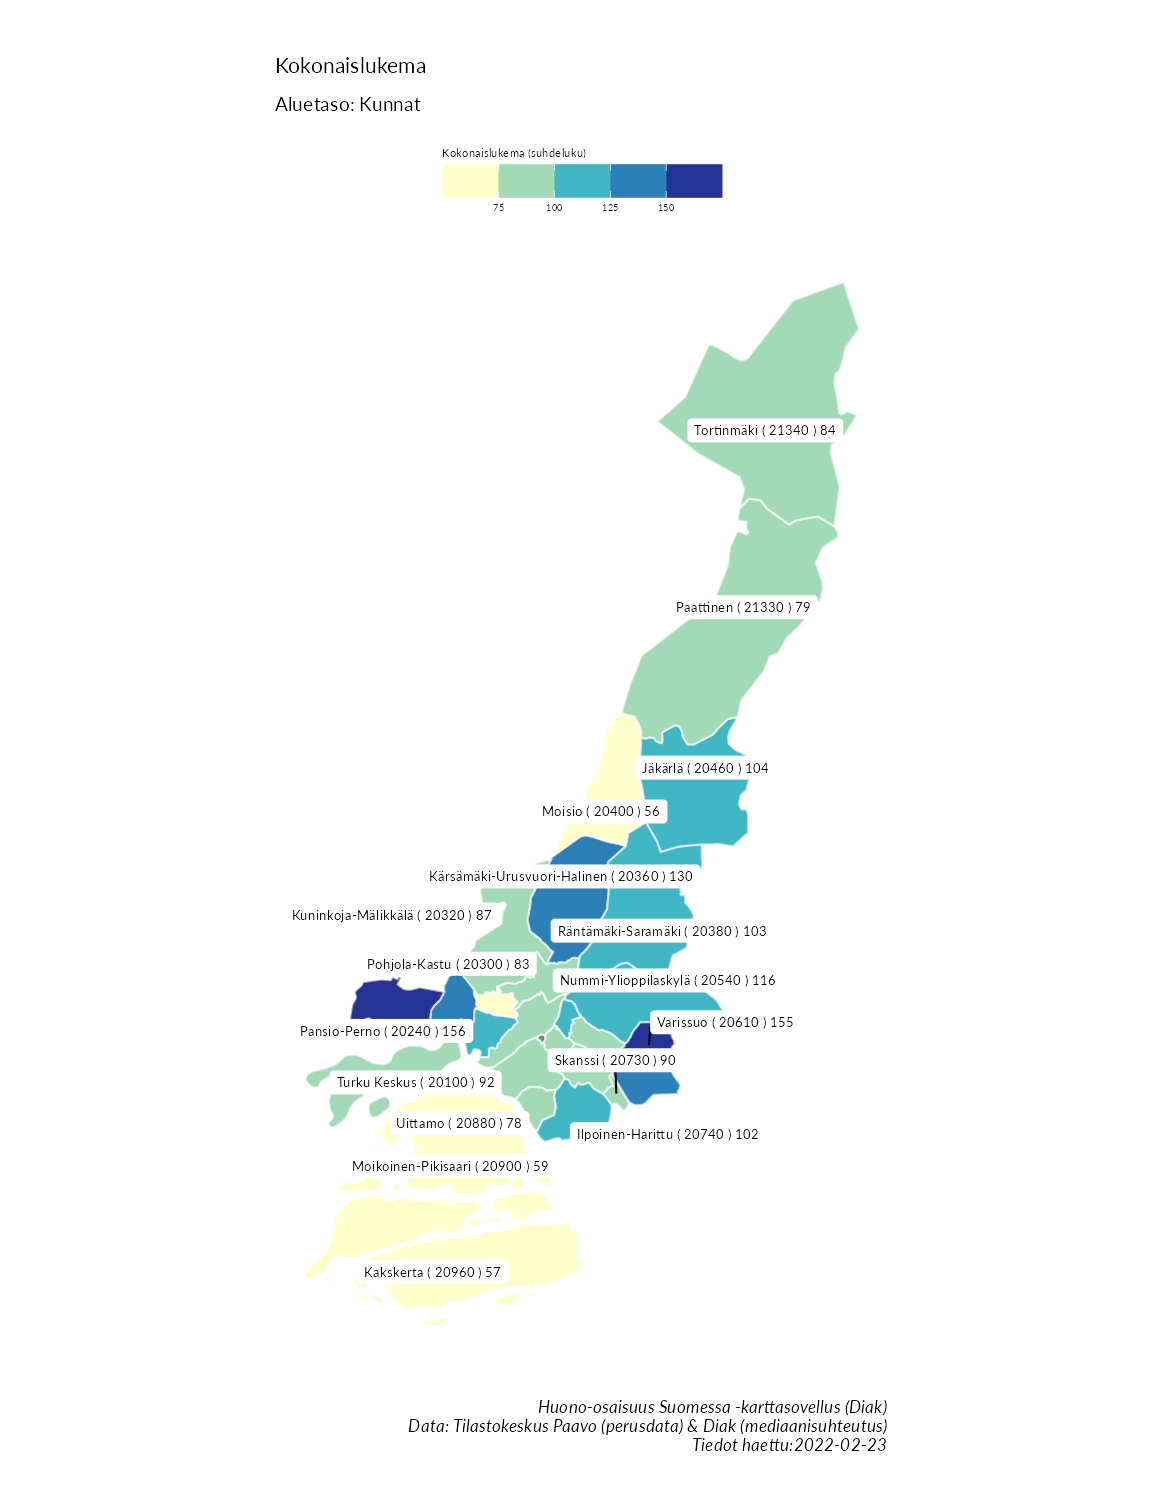 Kokonaislukema
Aluetaso: Kunnat
Kokonaislukema (suhdeluku)
75 100 125 150
Tortinmäki ( 21340 ) 84
Paattinen ( 21330 ) 79
Jäkärlä ( 20460 ) 104
Moisio ( 20400 ) 56
Kärsämäki-Urusvuori-Halinen ( 20360 ) 130
Kuninkoja-Mälikkälä ( 20320 ) 87
Räntämäki-Saramäki ( 20380 ) 103
Pohjola-Kastu ( 20300 ) 83
Nummi-Ylioppilaskylä ( 20540 ) 116
Varissuo ( 20610 ) 155
Pansio-Perno ( 20240 ) 156
Skanssi ( 20730 ) 90
Turku Keskus ( 20100 ) 92
Uittamo ( 20880 ) 78
Ilpoinen-Harittu ( 20740 ) 102
Moikoinen-Pikisaari ( 20900 ) 59
Kakskerta ( 20960 ) 57
Huono-osaisuus Suomessa -karttasovellus (Diak)
Data: Tilastokeskus Paavo (perusdata) & Diak (mediaanisuhteutus)
Tiedot haettu:2022-02-23